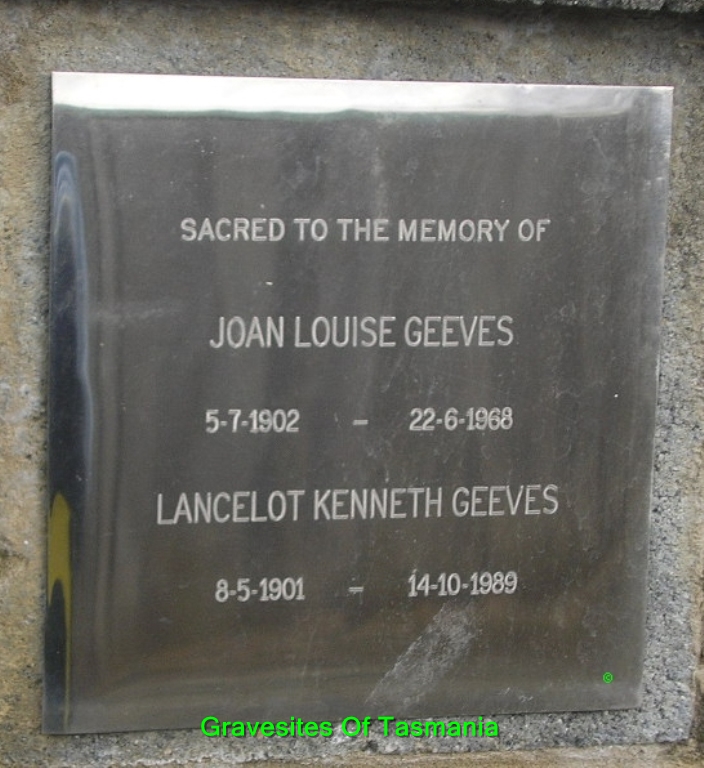 SACRED TO THE MEMORY OF
JOAN LOUISE GEEVES
5-7-1902 – 22-6-1968
LANCELOT KENNETH GEEVES
8-5-1901 – 14-10-1989
©
Gravesites Of Tasmania